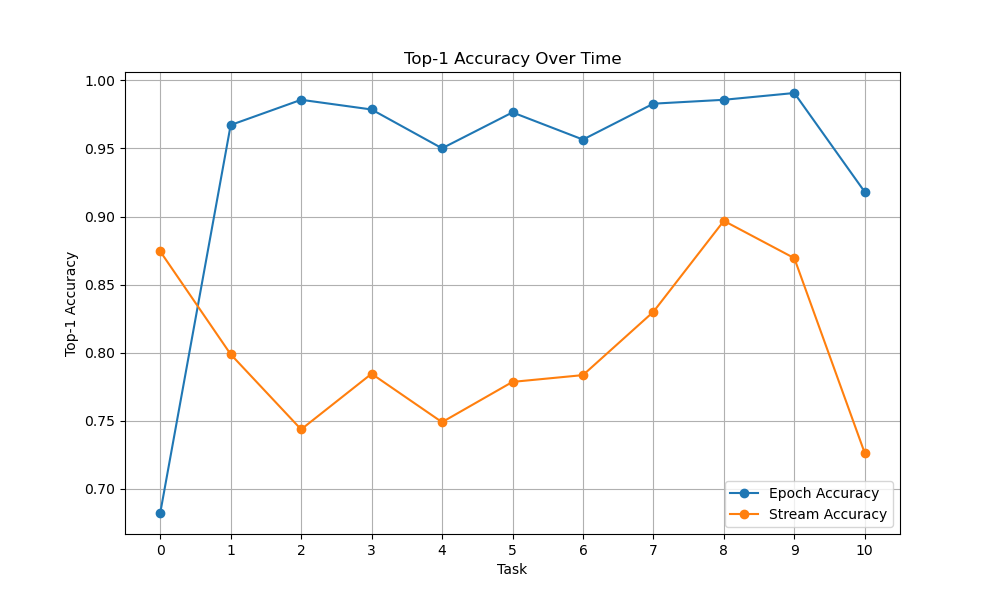 Top-1 Accuracy Over Time
Top-1 Accuracy
1.00
0.95
0.90
0.85
0.80
0.75
0.70
0 1 2 3 4 5 6 7 8 9 10
Task
Epoch Accuracy
Stream Accuracy